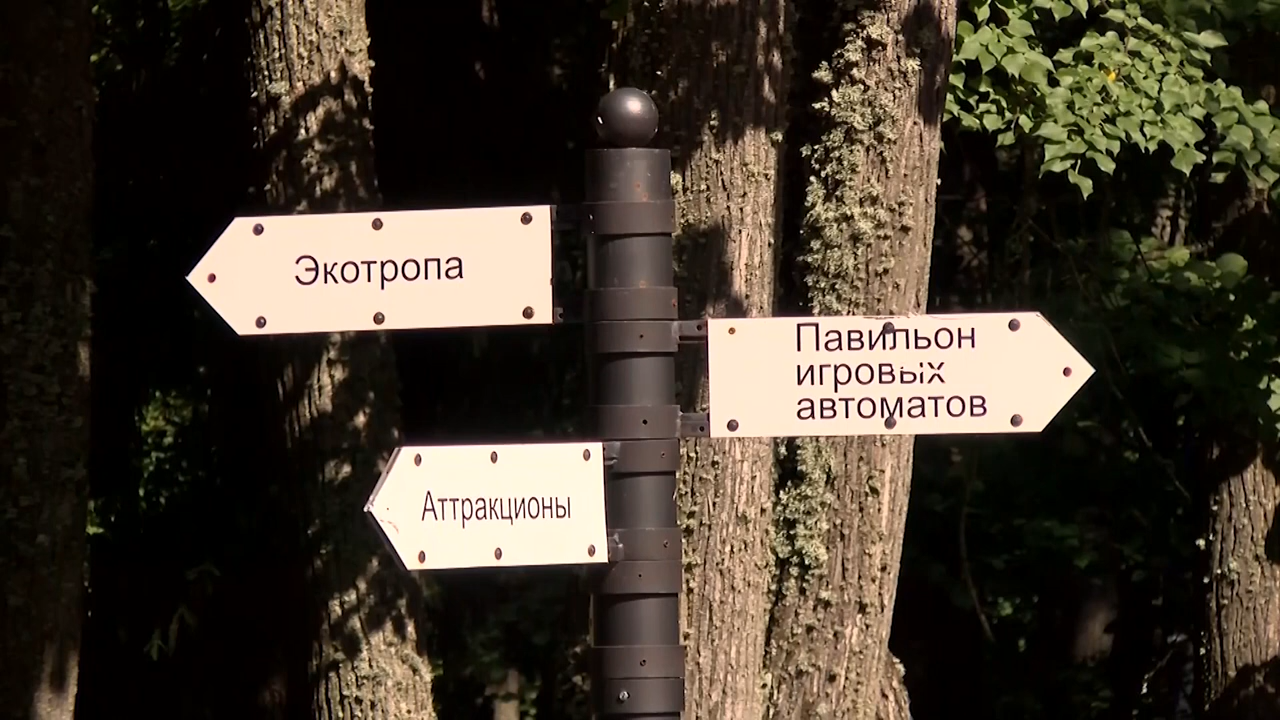 Экотропа
Павильон
игровых
автоматов
Аттракционы